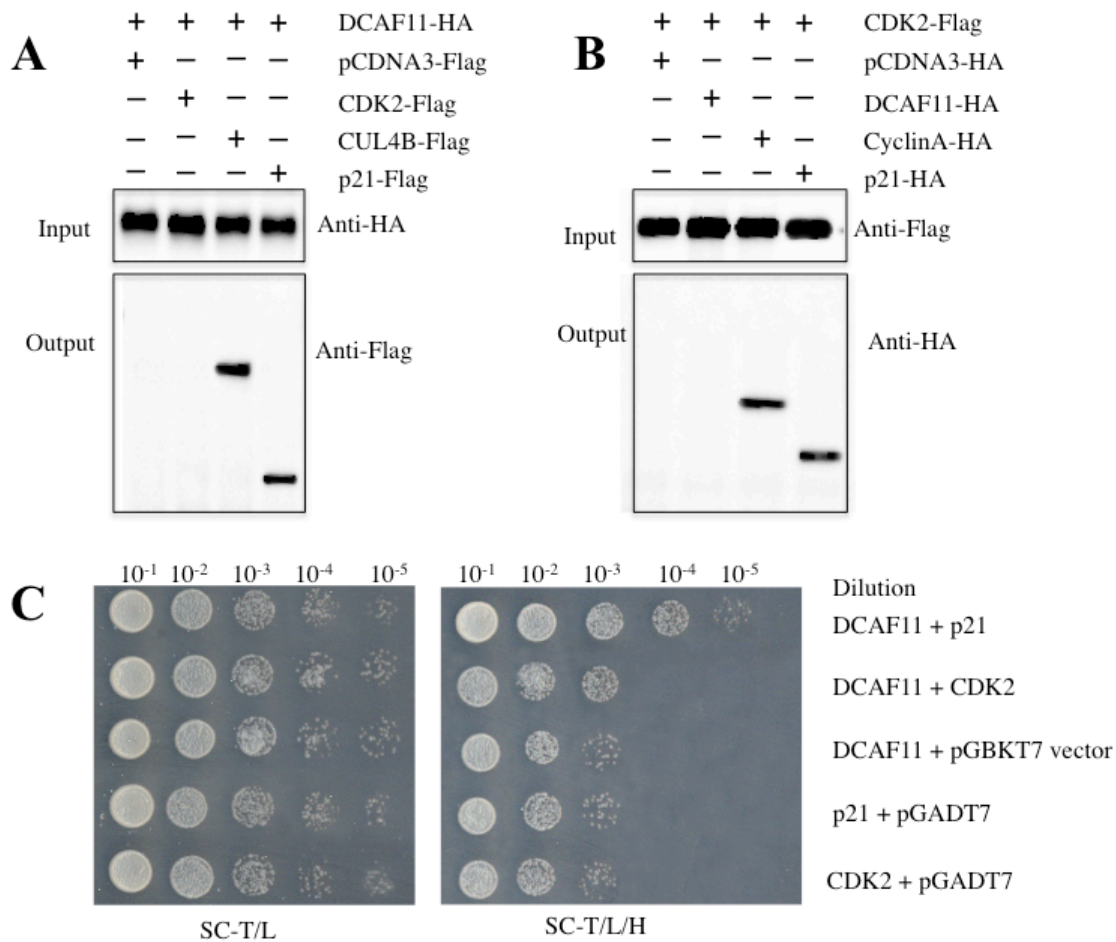 A
+ + + + DCAF11-HA
+ − − − pCDNA3-Flag
− + − − CDK2-Flag
− − + − CUL4B-Flag
− − − + p21-Flag
Input
Anti-HA
Output
Anti-Flag
B
+ + + + CDK2-Flag
+ − − − pCDNA3-HA
− + − − DCAF11-HA
− − + − CyclinA-HA
− − − + p21-HA
Input
Anti-Flag
Output
Anti-HA
C
10⁻¹ 10⁻² 10⁻³ 10⁻⁴ 10⁻⁵
10⁻¹ 10⁻² 10⁻³ 10⁻⁴ 10⁻⁵
Dilution
DCAF11 + p21
DCAF11 + CDK2
DCAF11 + pGBKT7 vector
p21 + pGADT7
CDK2 + pGADT7
SC-T/L
SC-T/L/H